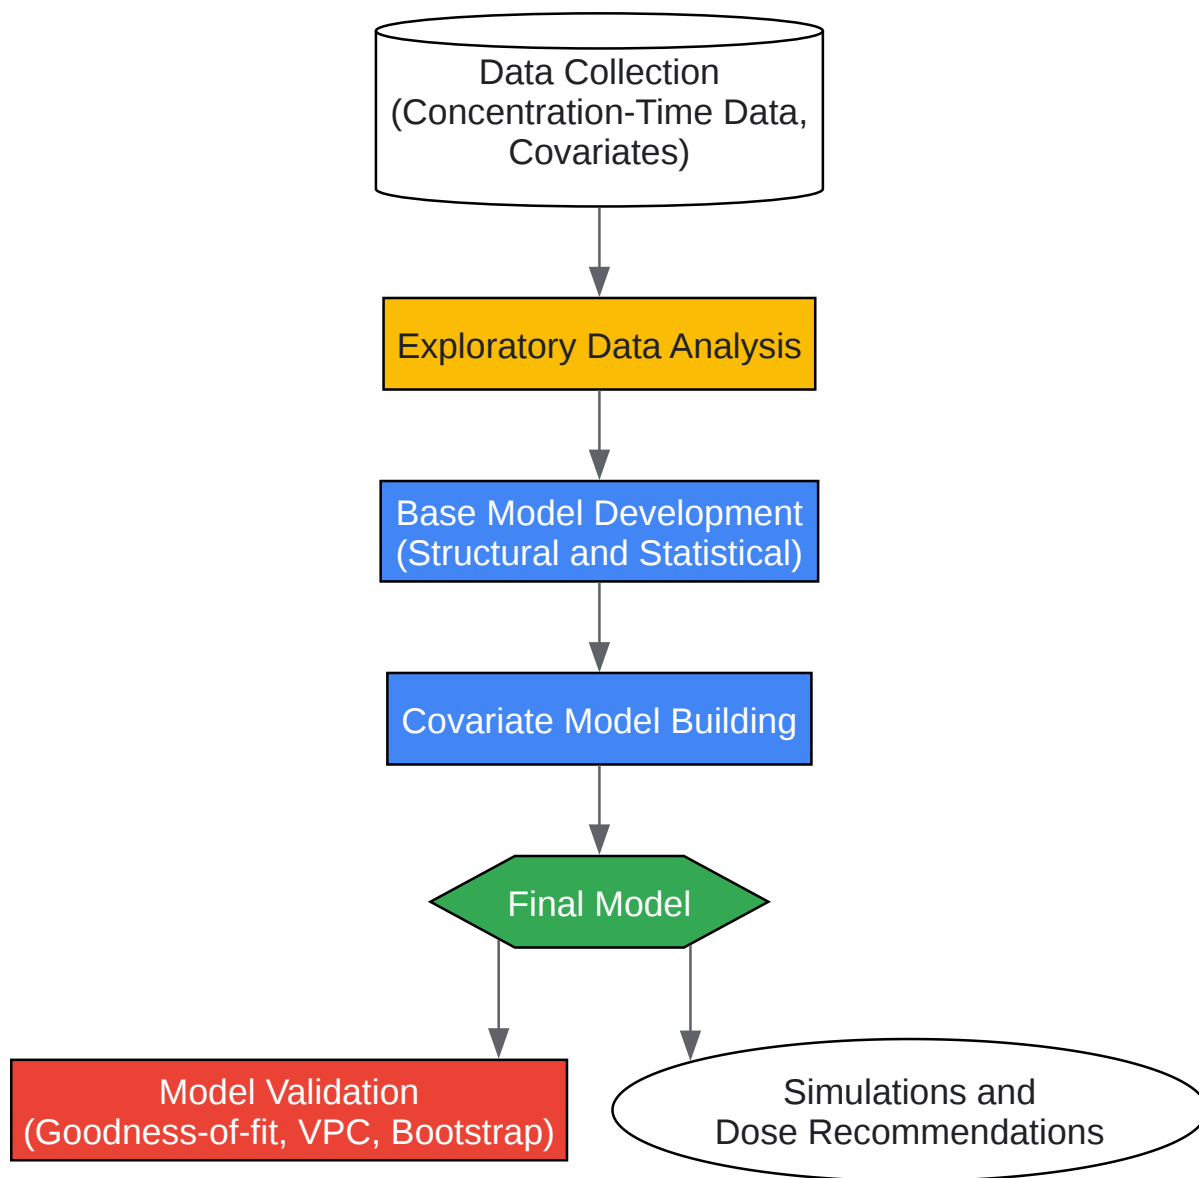 Data Collection
(Concentration-Time Data,
Covariates)
Exploratory Data Analysis
Base Model Development
(Structural and Statistical)
Covariate Model Building
Final Model
Model Validation
(Goodness-of-fit, VPC, Bootstrap)
Simulations and
Dose Recommendations